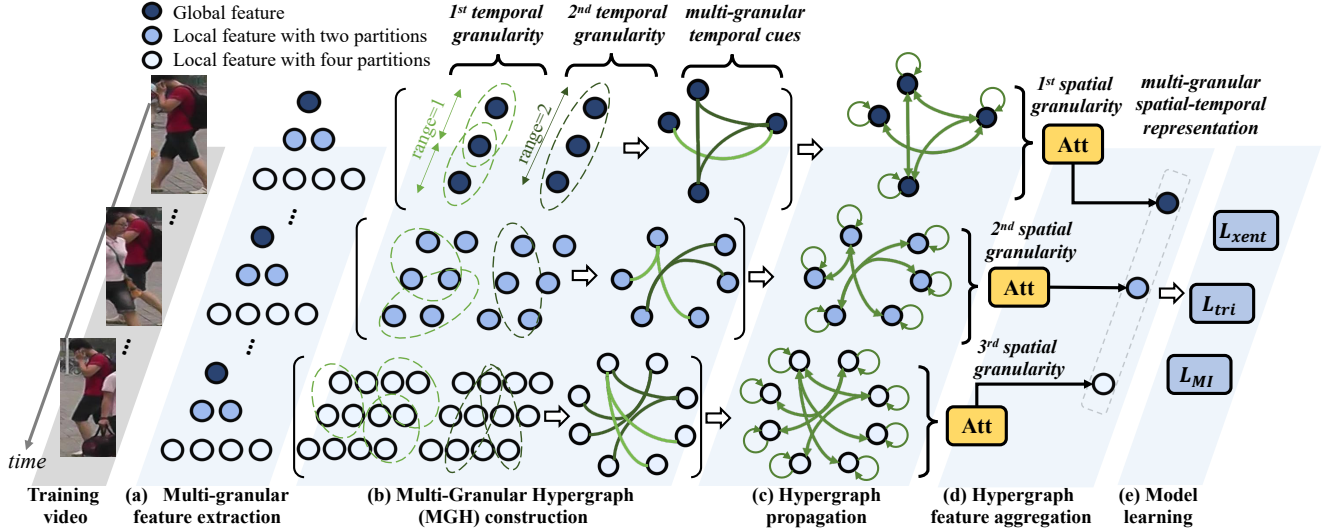 Global feature
Local feature with two partitions
Local feature with four partitions
1st temporal
granularity
2nd temporal
granularity
multi-granular
temporal cues
range=1
range=2
1st spatial
granularity
multi-granular
spatial-temporal
representation
Att
2nd spatial
granularity
Att
3rd spatial
granularity
Att
L_xent
L_tri
L_MI
time
Training
video
(a) Multi-granular
feature extraction
(b) Multi-Granular Hypergraph
(MGH) construction
(c) Hypergraph
propagation
(d) Hypergraph
feature aggregation
(e) Model
learning